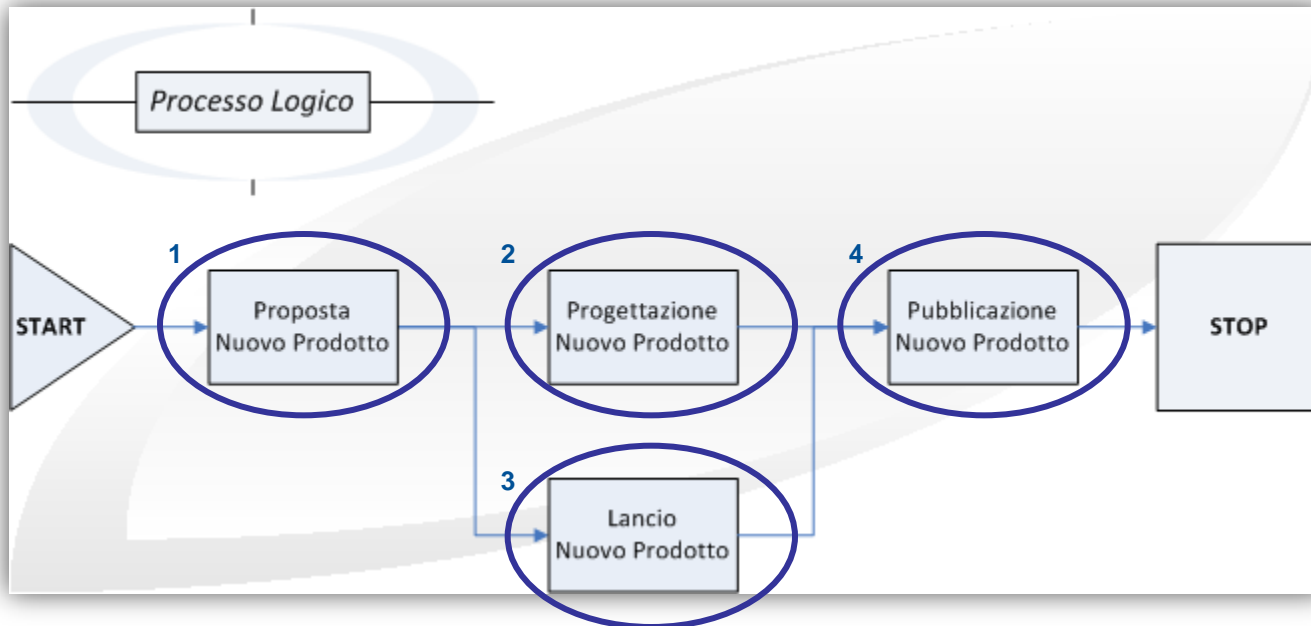 Processo Logico
START
1
Proposta
Nuovo Prodotto
2
Progettazione
Nuovo Prodotto
3
Lancio
Nuovo Prodotto
4
Pubblicazione
Nuovo Prodotto
STOP